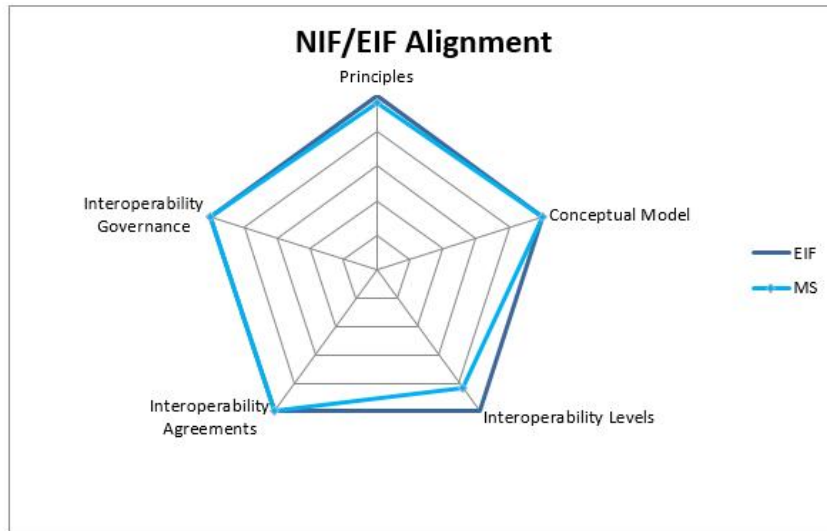 NIF/EIF Alignment
Principles
Interoperability
Governance
Conceptual Model
EIF
MS
Interoperability
Agreements
Interoperability Levels